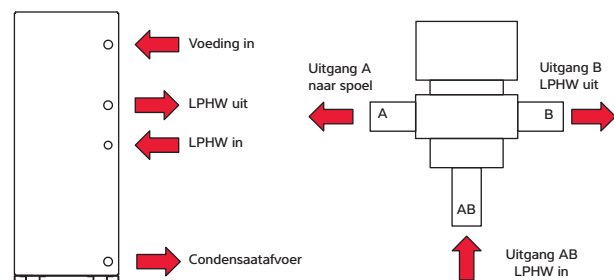 Voeding in
LPHW uit
LPHW in
Condensaatafvoer
Uitgang A
naar spoel
Uitgang B
LPHW uit
A
B
AB
Uitgang AB
LPHW in